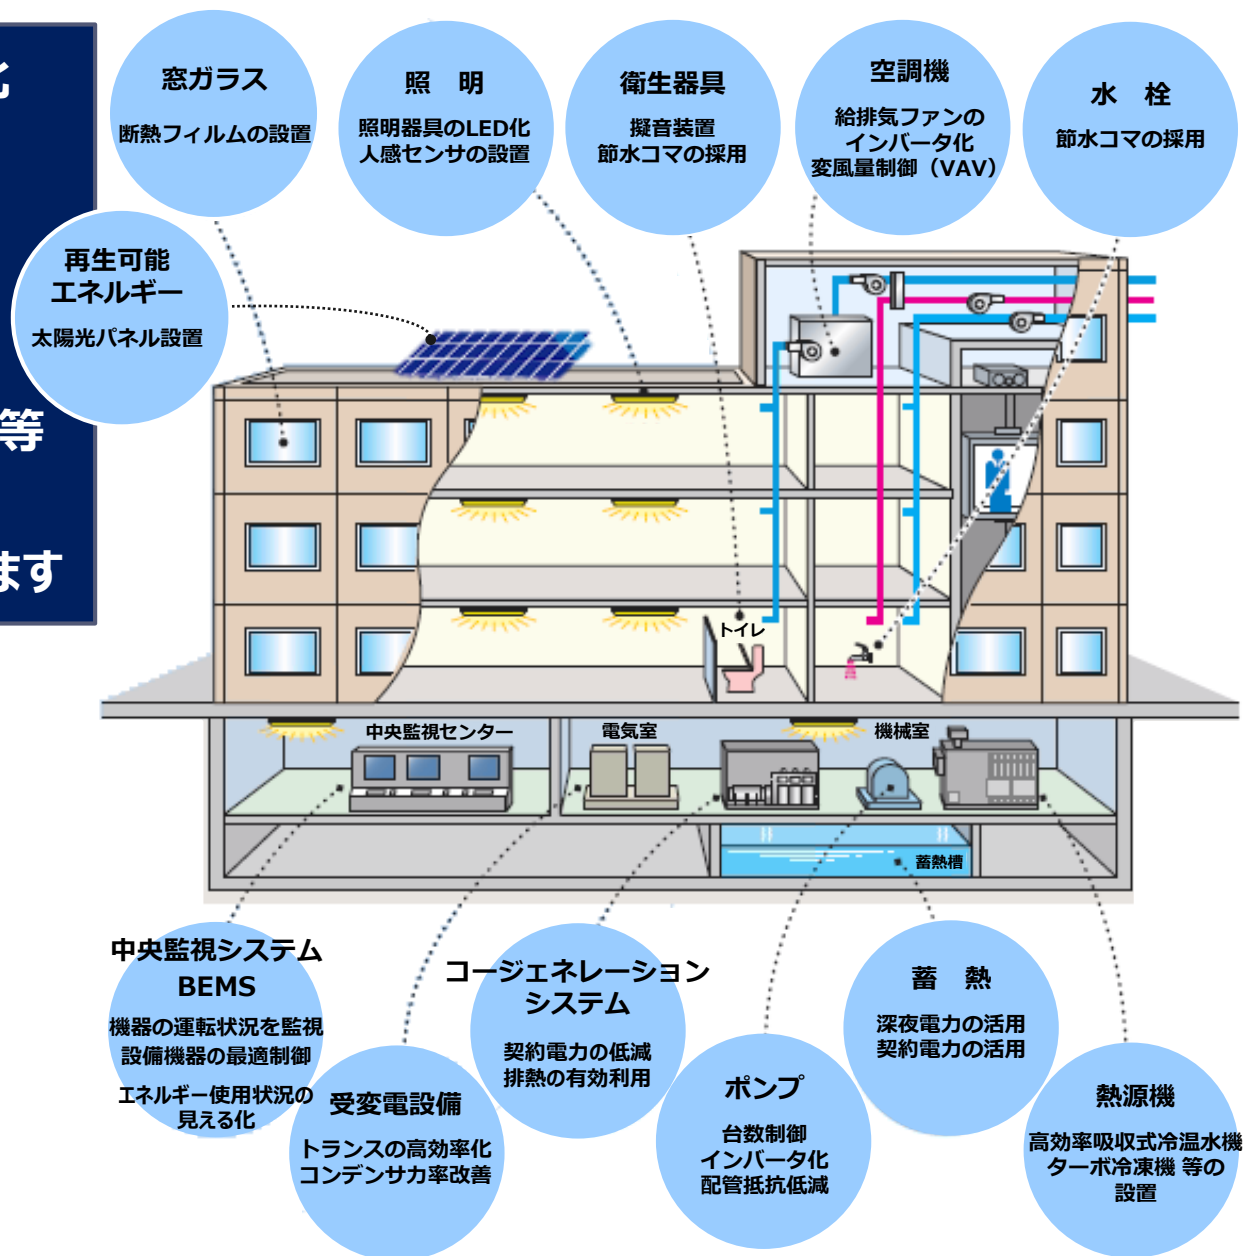 化
等
ます
窓ガラス
断熱フィルムの設置
照　明
照明器具のLED化
人感センサの設置
衛生器具
擬音装置
節水コマの採用
空調機
給排気ファンの
インバータ化
変風量制御（VAV）
水　栓
節水コマの採用
再生可能
エネルギー
太陽光パネル設置
トイレ
中央監視センター
電気室
機械室
蓄熱槽
中央監視システム
BEMS
機器の運転状況を監視
設備機器の最適制御
エネルギー使用状況の
見える化
受変電設備
トランスの高効率化
コンデンサ力率改善
コージェネレーション
システム
契約電力の低減
排熱の有効利用
ポンプ
台数制御
インバータ化
配管抵抗低減
蓄　熱
深夜電力の活用
契約電力の活用
熱源機
高効率吸収式冷温水機
ターボ冷凍機 等の
設置